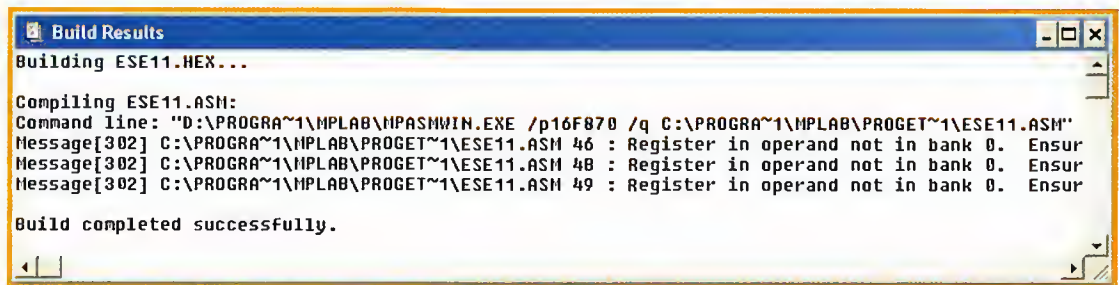 Build Results
Building ESE11.HEX...
Compiling ESE11.ASM:
Command line: "D:\PROGRA~1\MPLAB\MPASMWIN.EXE /p16F870 /q C:\PROGRA~1\MPLAB\PROGET~1\ESE11.ASM"
Message[302] C:\PROGRA~1\MPLAB\PROGET~1\ESE11.ASM 46 : Register in operand not in bank 0.  Ensur
Message[302] C:\PROGRA~1\MPLAB\PROGET~1\ESE11.ASM 48 : Register in operand not in bank 0.  Ensur
Message[302] C:\PROGRA~1\MPLAB\PROGET~1\ESE11.ASM 49 : Register in operand not in bank 0.  Ensur
Build completed successfully.